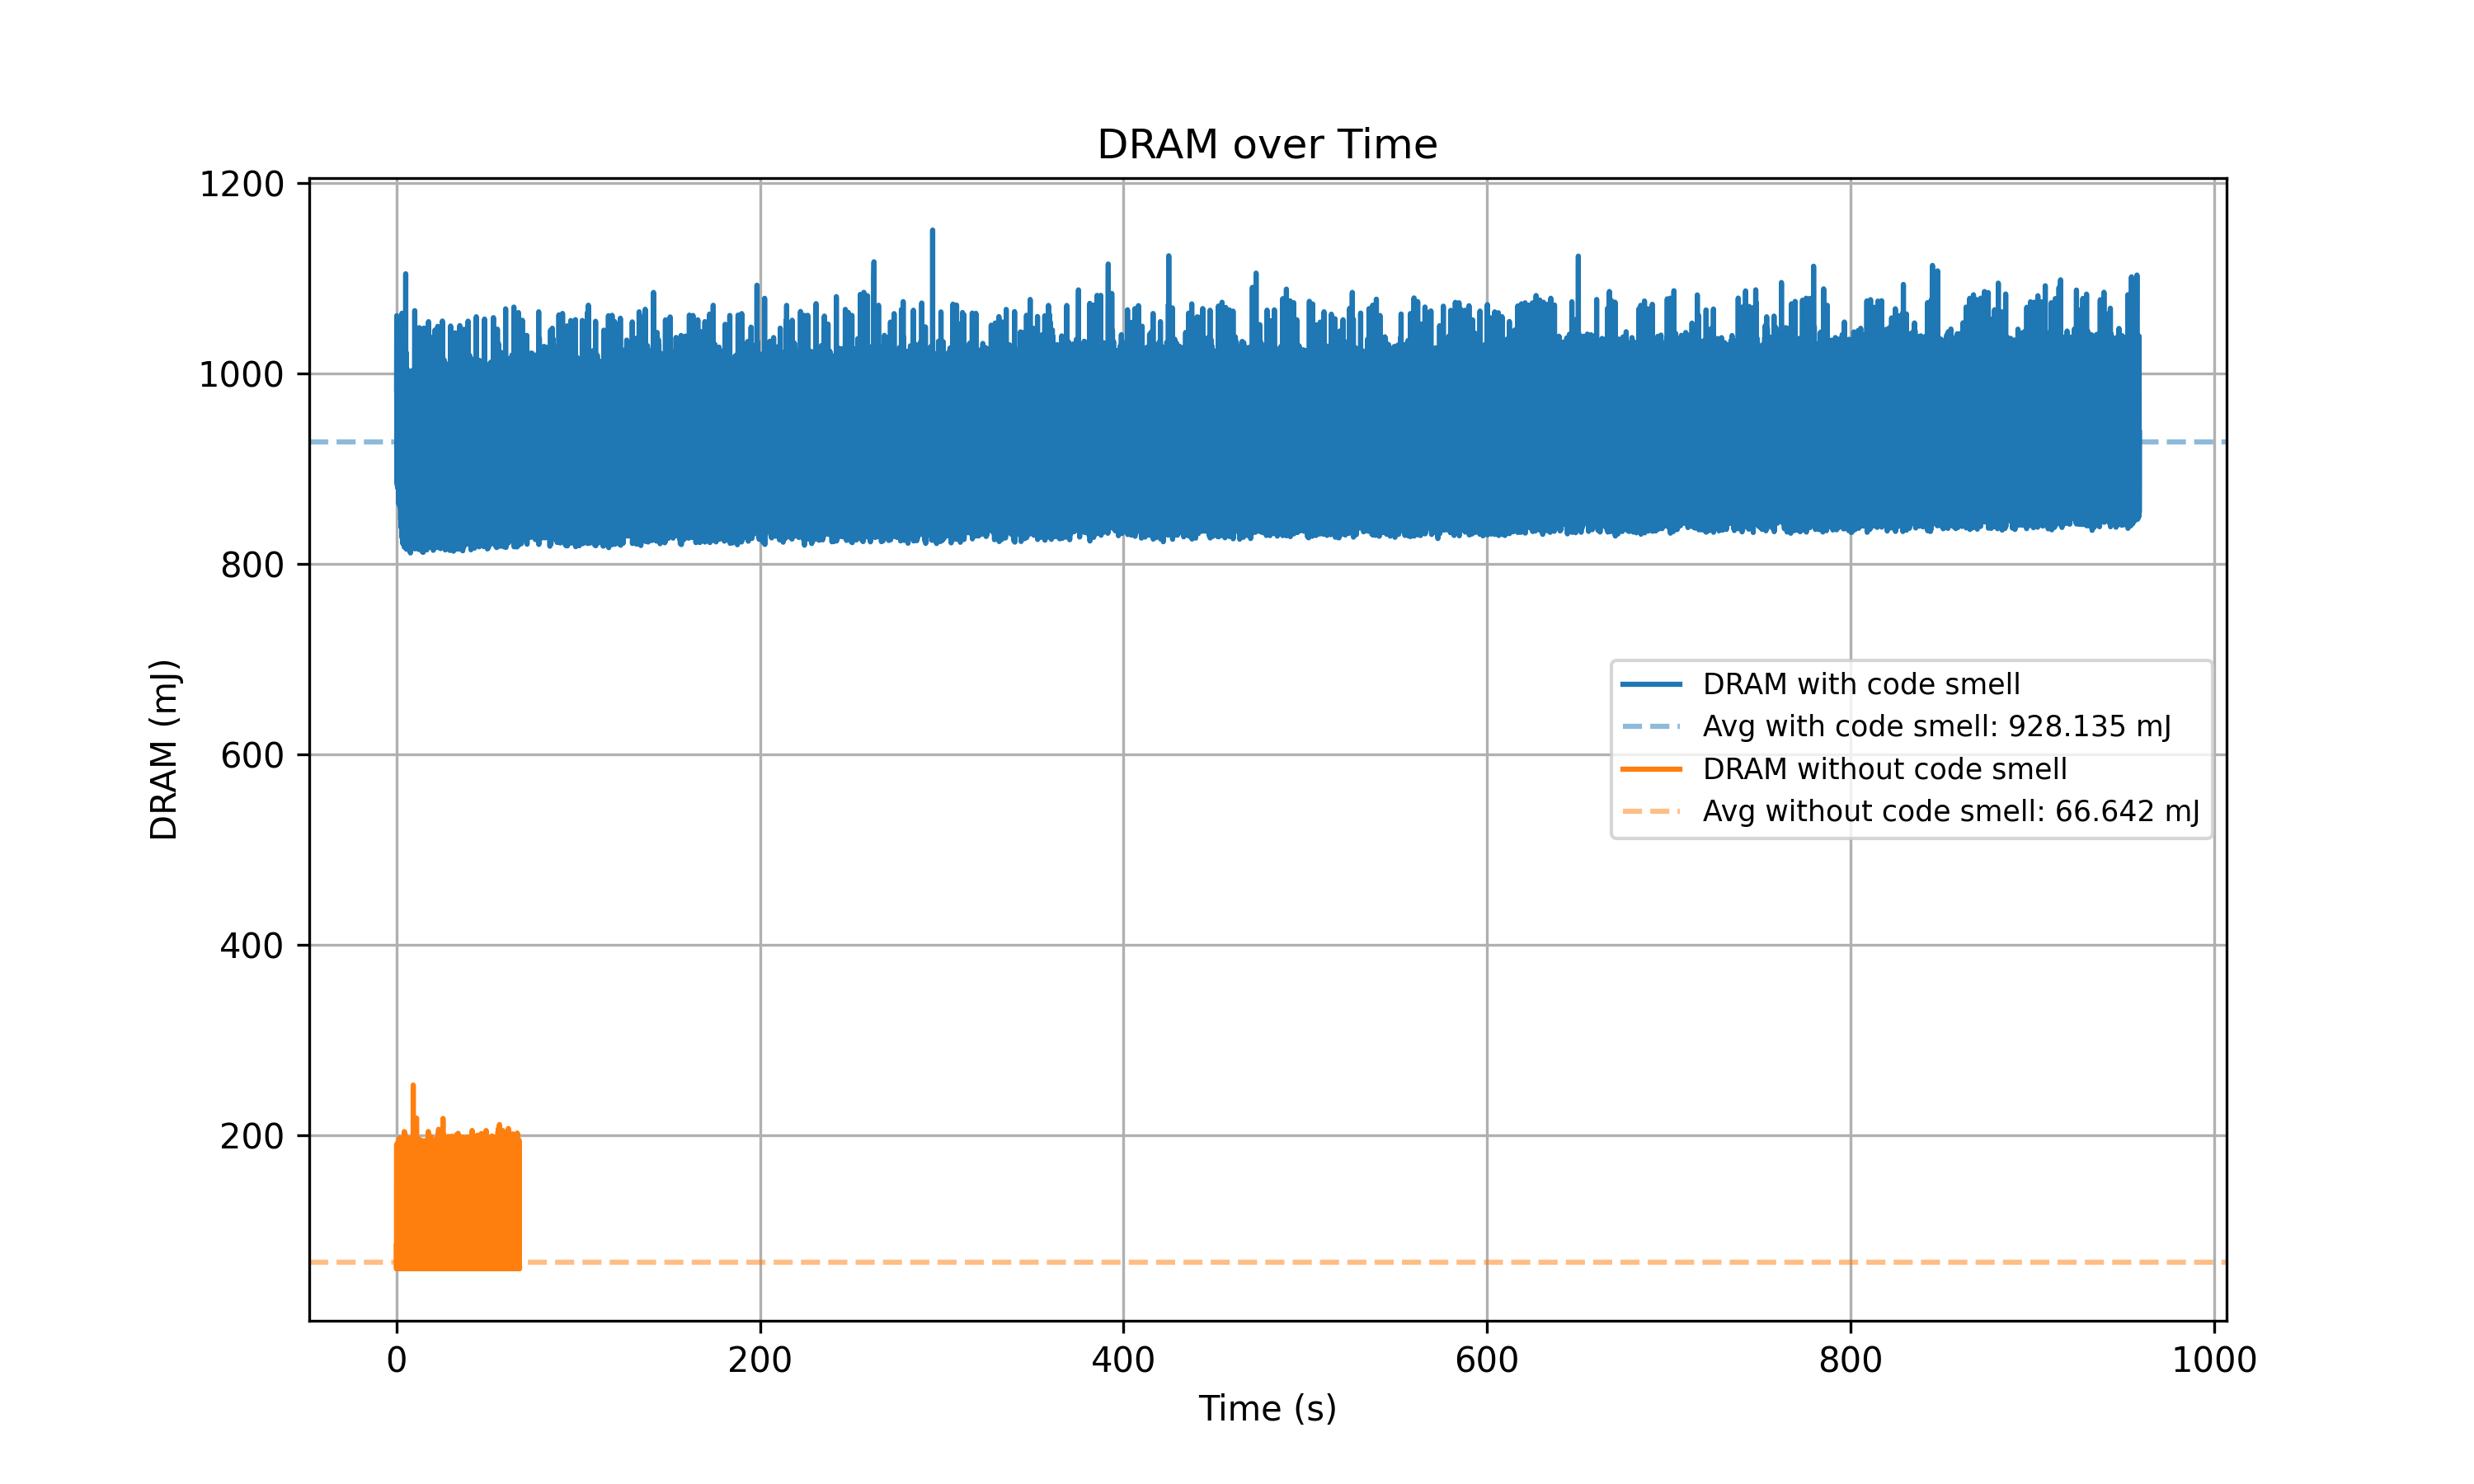 DRAM over Time
1200
1000
800
600
400
200
DRAM (mJ)
DRAM with code smell
Avg with code smell: 928.135 mJ
DRAM without code smell
Avg without code smell: 66.642 mJ
0
200
400
600
800
1000
Time (s)